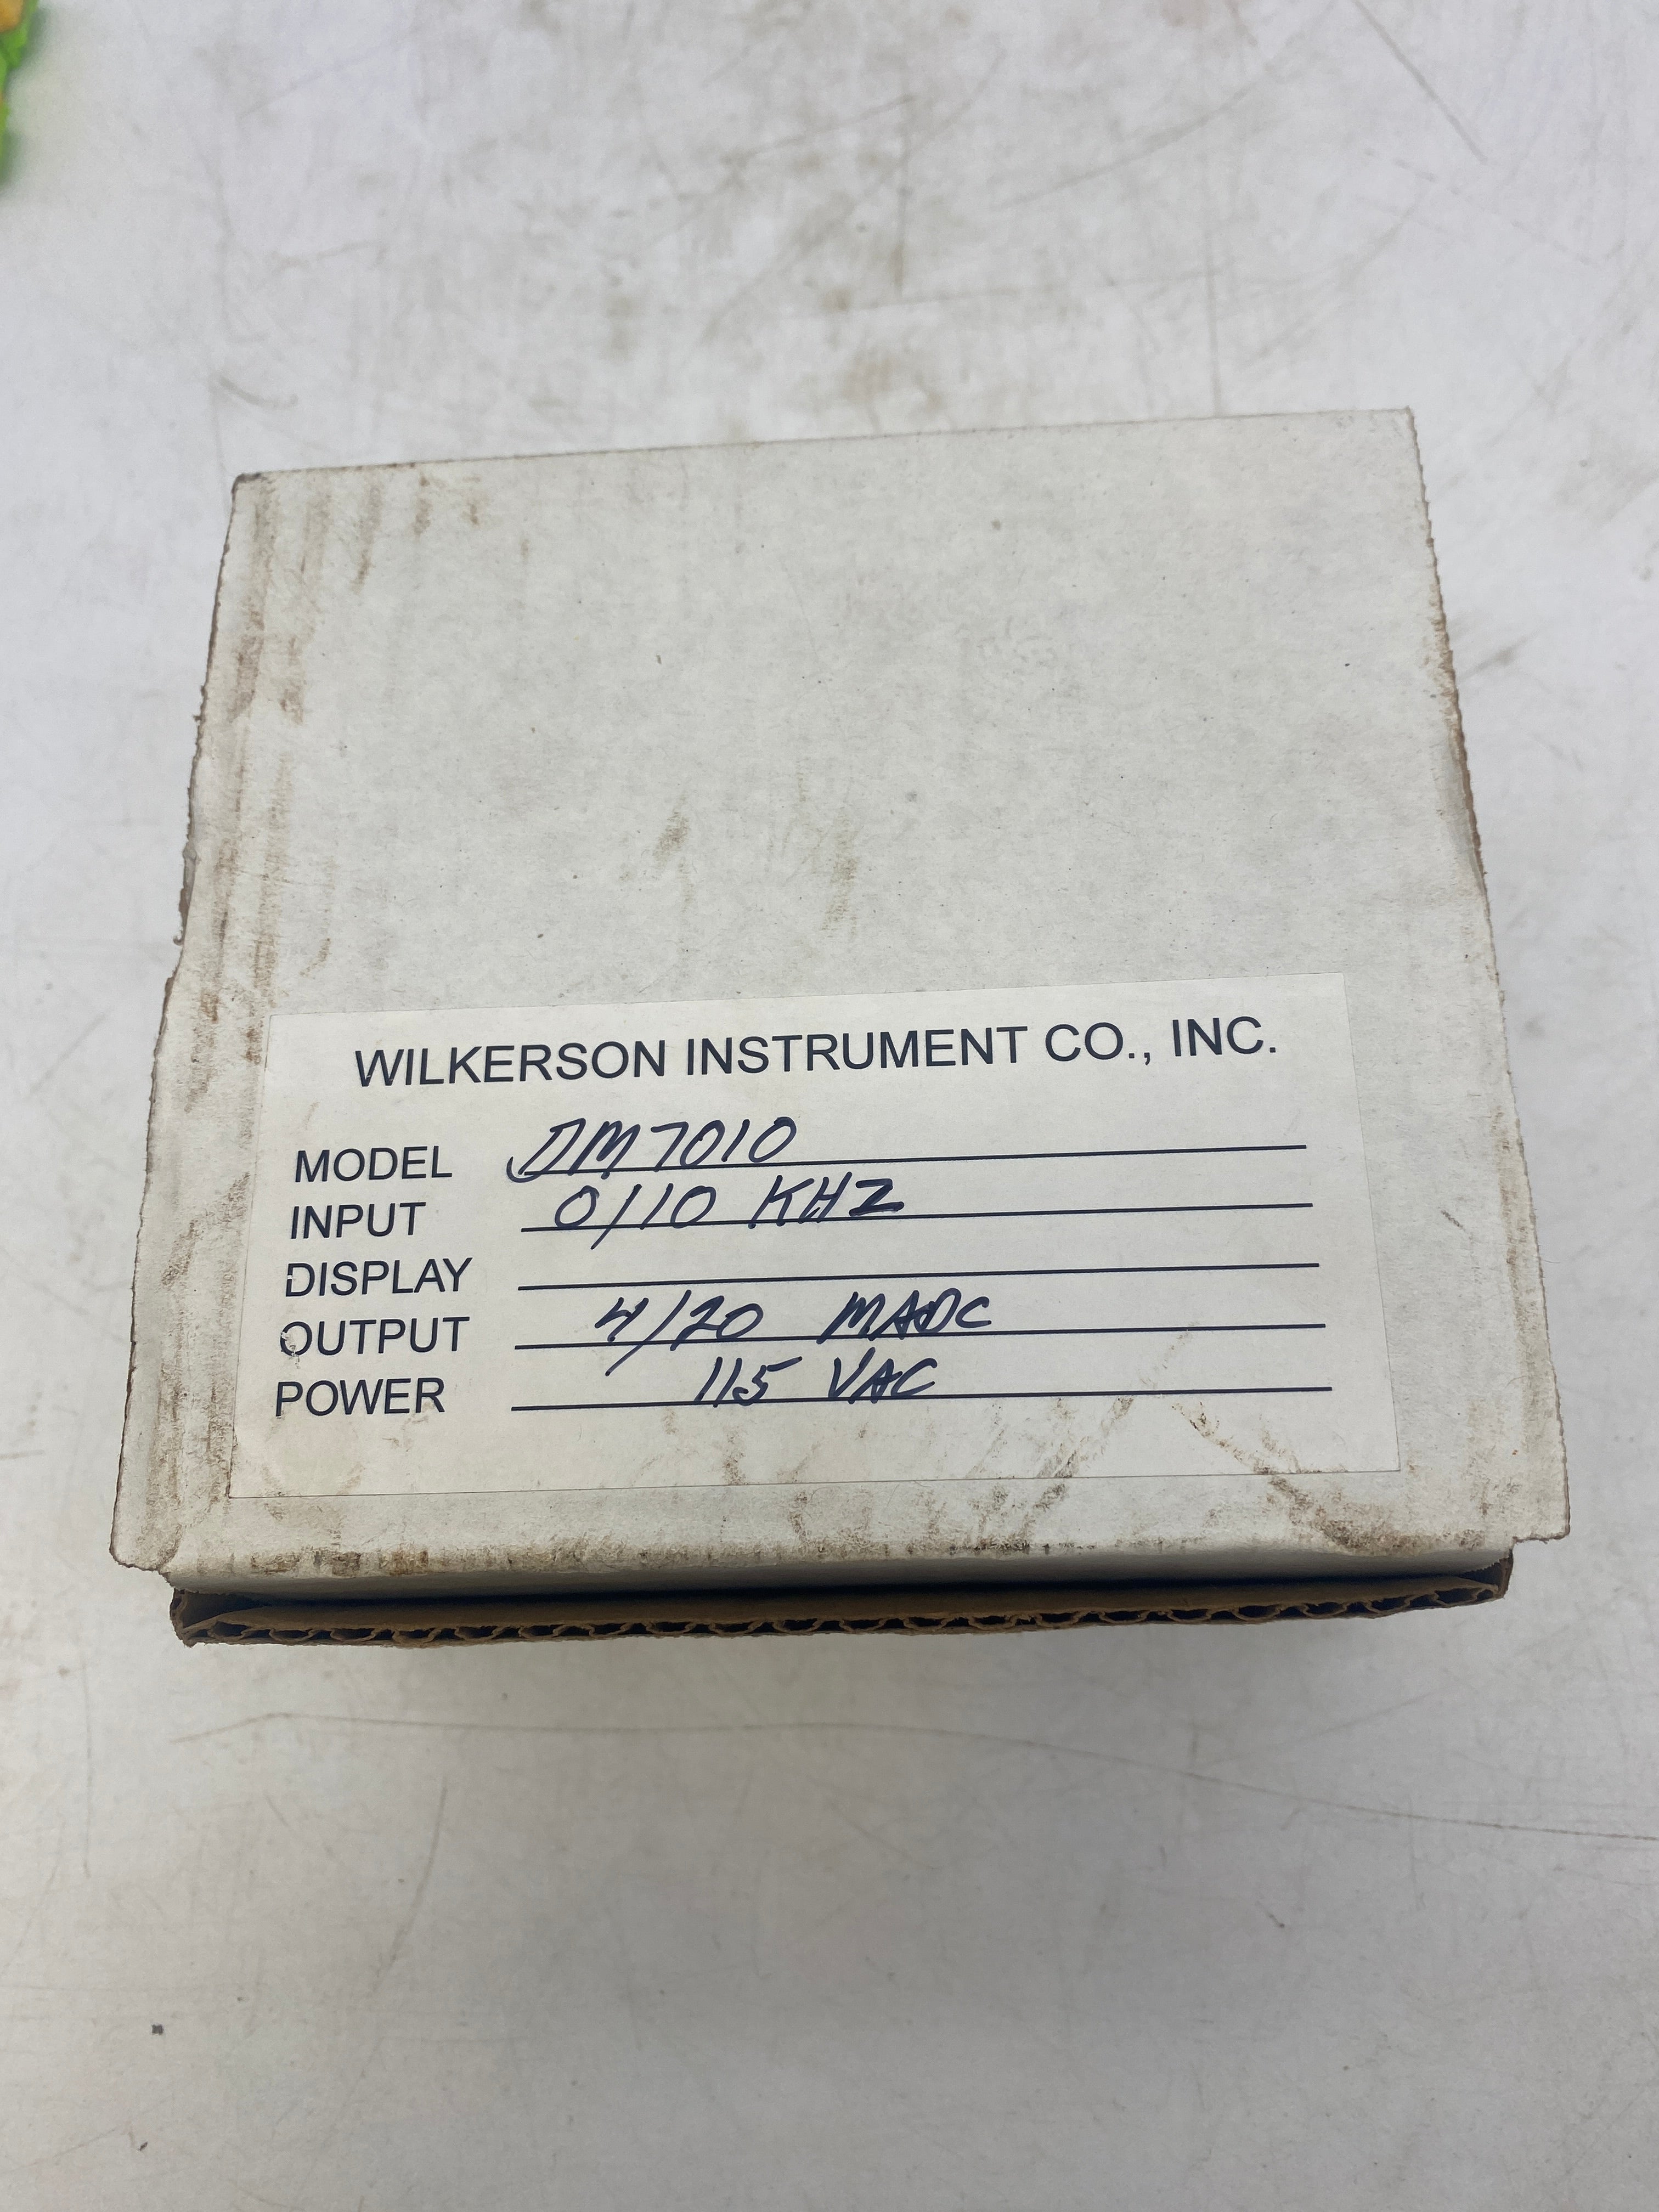 WILKERSON INSTRUMENT CO., INC.
MODEL DM7010
INPUT 0/10 KHZ
DISPLAY
OUTPUT 4/20 MADC
POWER 115 VAC